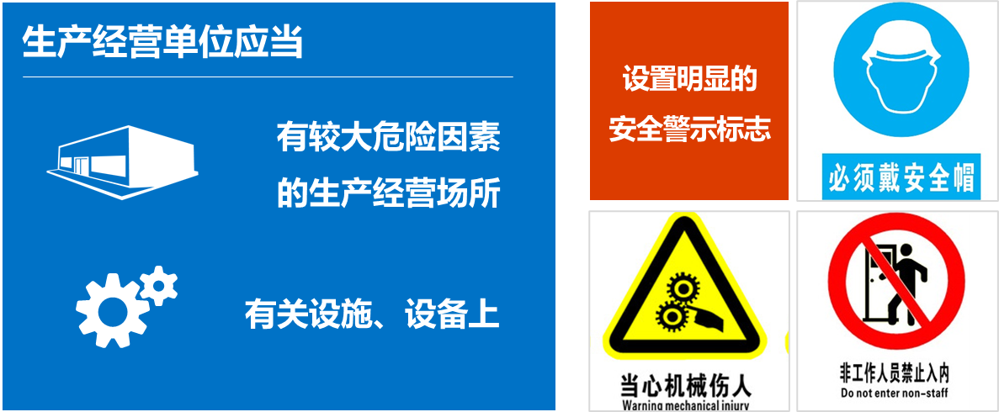 生产经营单位应当
有较大危险因素
的生产经营场所
有关设施、设备上
设置明显的
安全警示标志
必须戴安全帽
当心机械伤人
Warning mechanical injury
非工作人员禁止入内
Do not enter non-staff